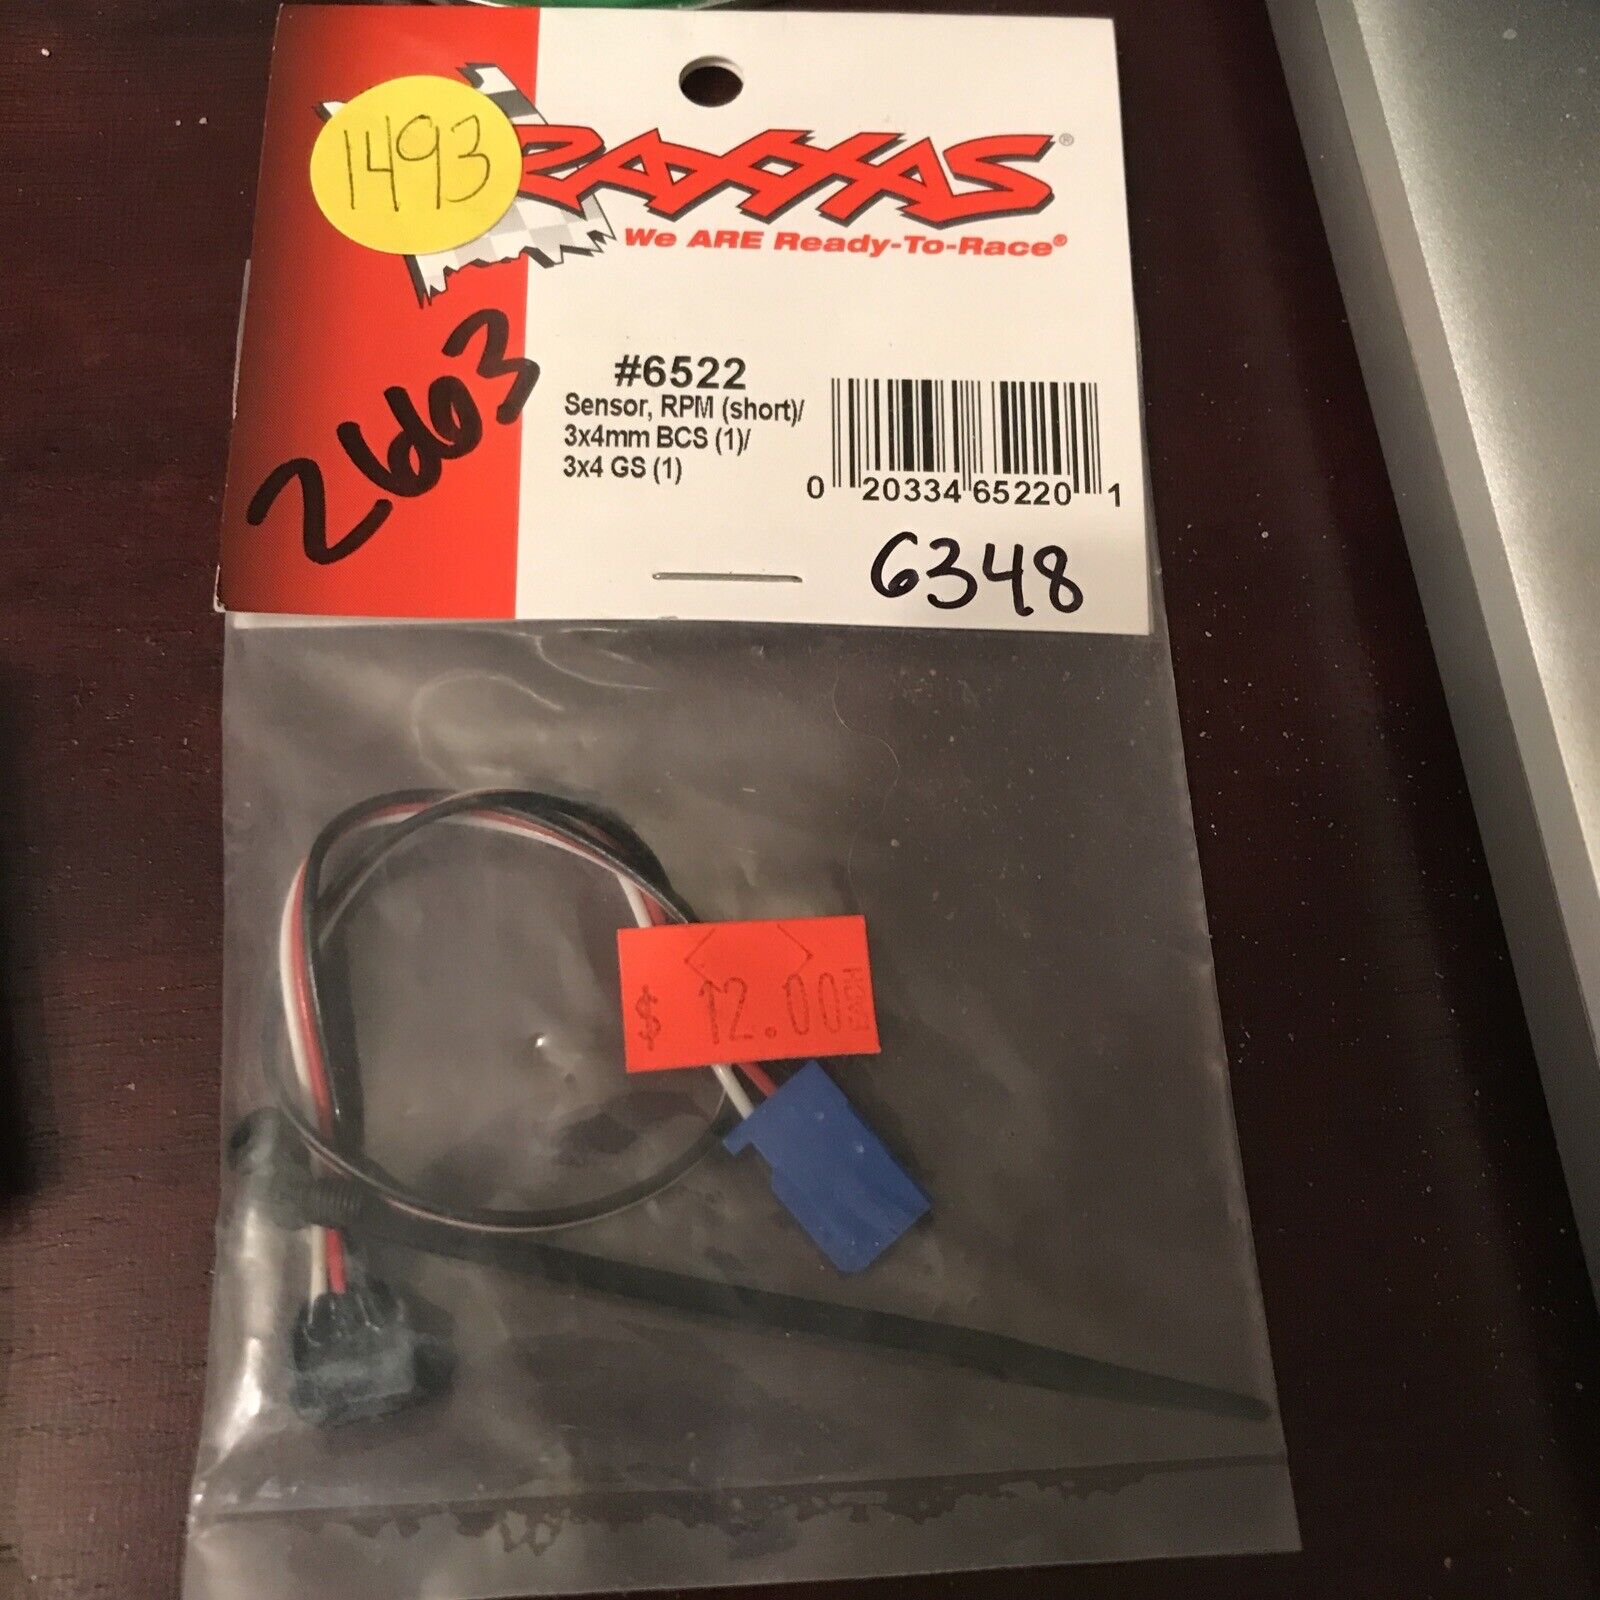 1493
TRAXXAS®
We ARE Ready-To-Race®
2663
#6522
Sensor, RPM (short)/
3x4mm BCS (1)/
3x4 GS (1)
0 20334 65220 1
6348
$ 12.00